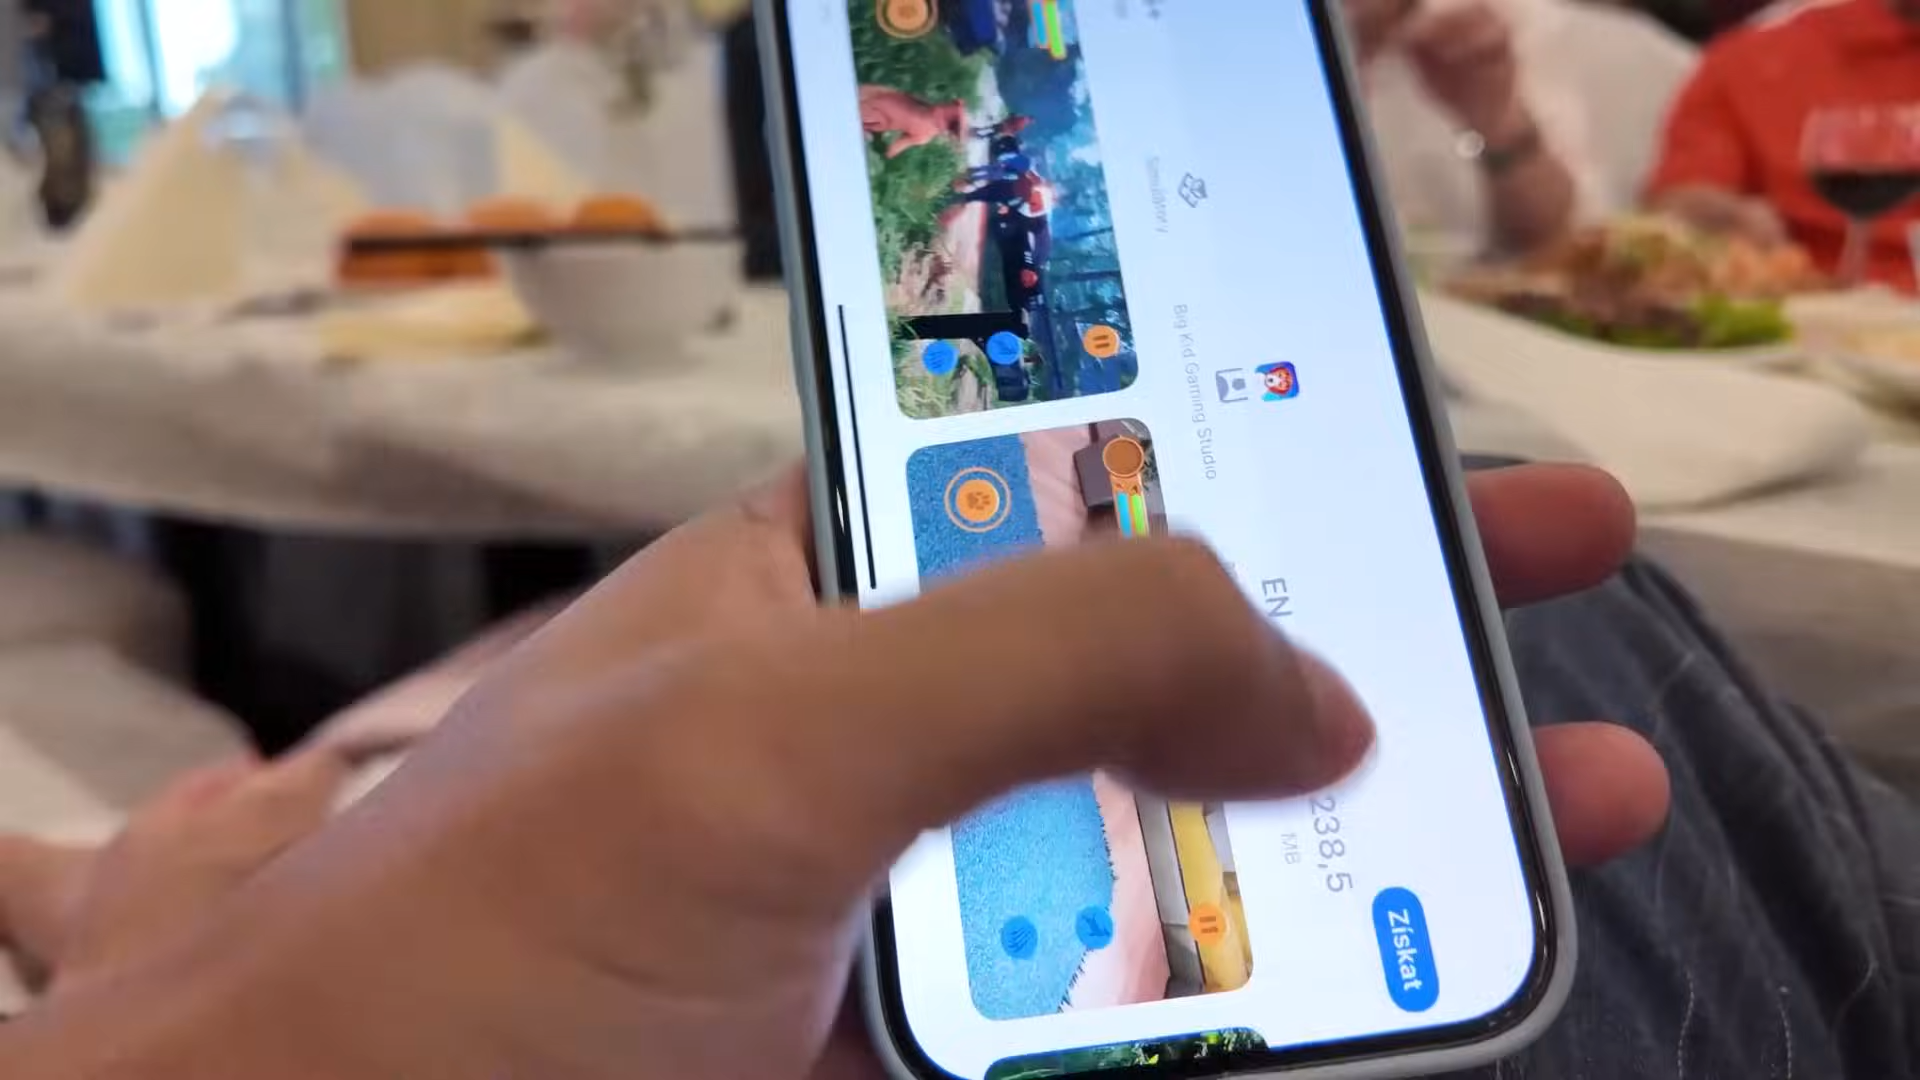 Simulátory
Big Kid Gaming Studio
EN
238,5
MB
Získat